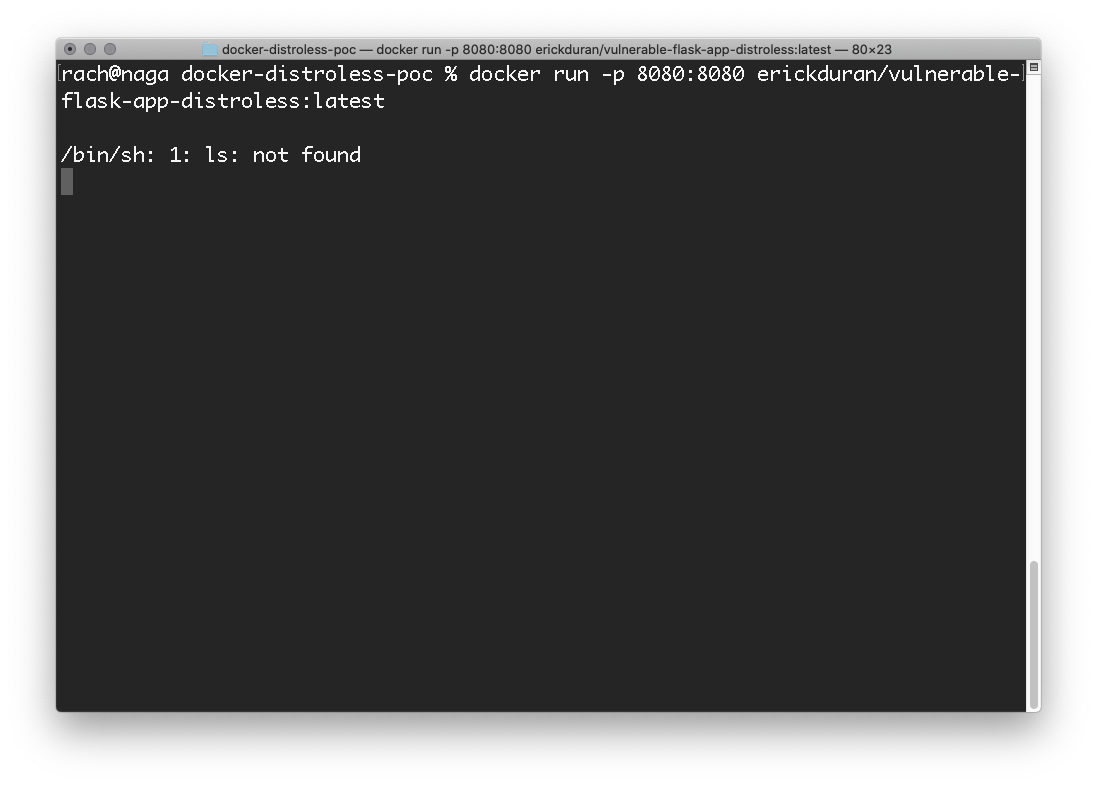 docker-distroless-poc — docker run -p 8080:8080 erickduran/vulnerable-flask-app-distroless:latest — 80×23
[rach@naga docker-distroless-poc % docker run -p 8080:8080 erickduran/vulnerable-]
flask-app-distroless:latest
/bin/sh: 1: ls: not found